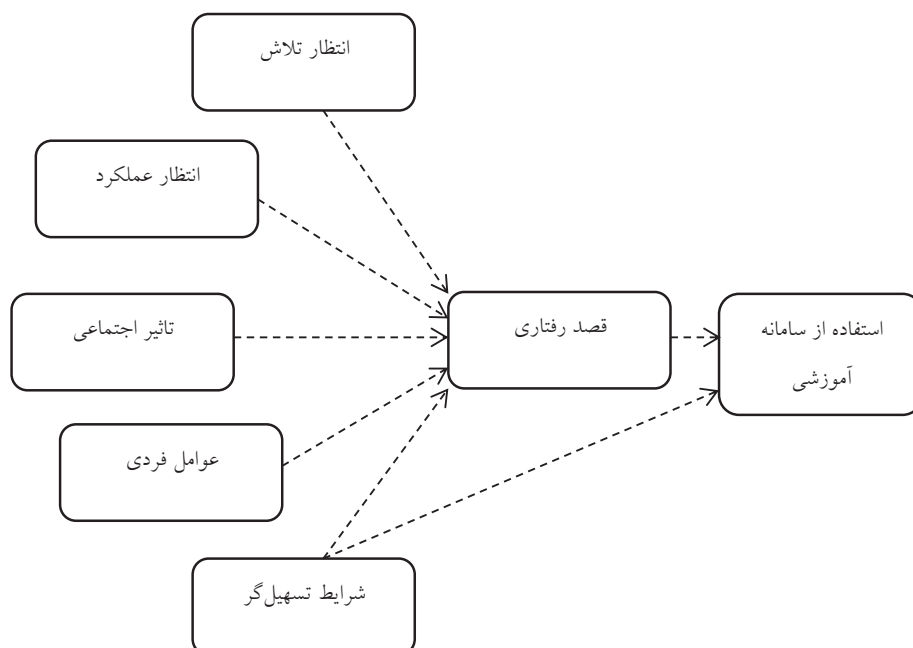 انتظار تلاش
انتظار عملکرد
تاثیر اجتماعی
عوامل فردی
شرایط تسهیل‌گر
قصد رفتاری
استفاده از سامانه
آموزشی